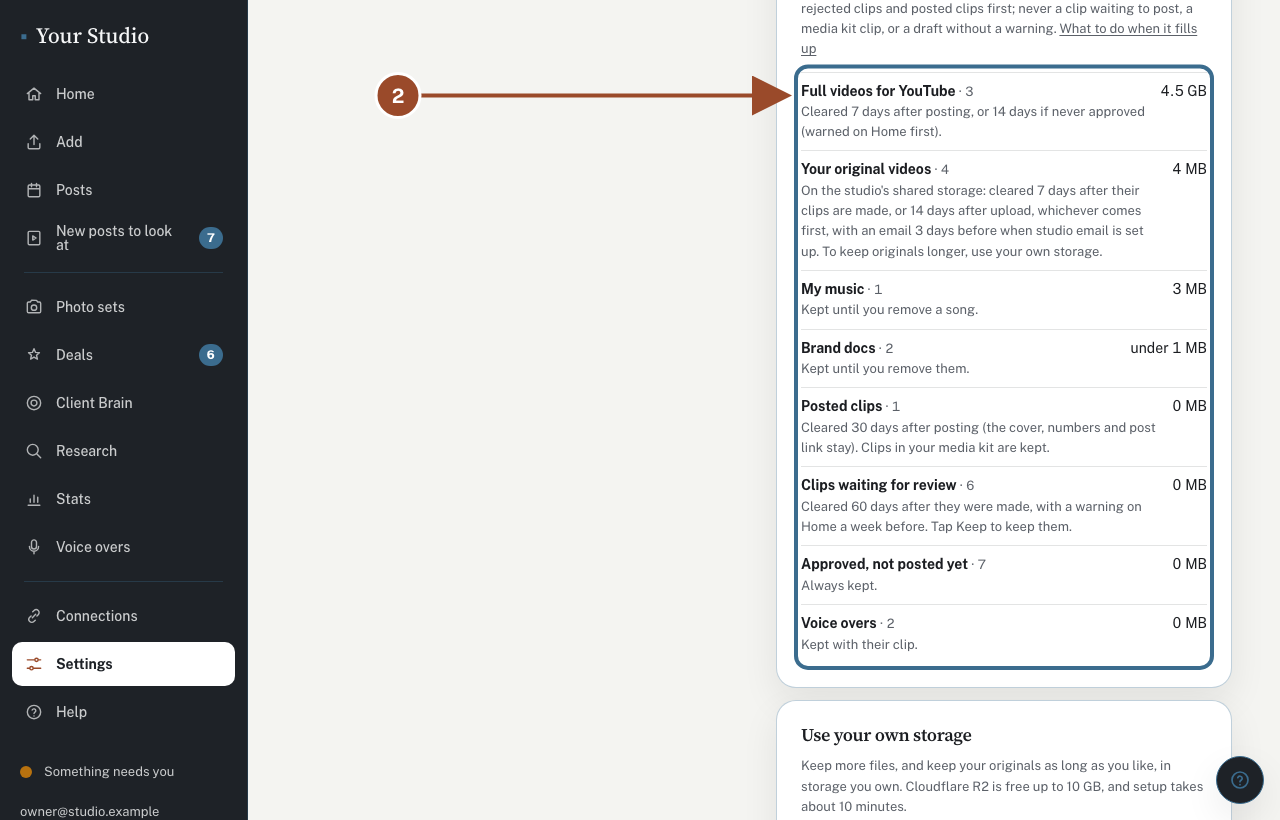 Your Studio
Home
Add
Posts
New posts to look
at
7
Photo sets
Deals
6
Client Brain
Research
Stats
Voice overs
Connections
Settings
Help
Something needs you
owner@studio.example
2
rejected clips and posted clips first; never a clip waiting to post, a
media kit clip, or a draft without a warning. What to do when it fills
up
Full videos for YouTube · 3
4.5 GB
Cleared 7 days after posting, or 14 days if never approved
(warned on Home first).
Your original videos · 4
4 MB
On the studio's shared storage: cleared 7 days after their
clips are made, or 14 days after upload, whichever comes
first, with an email 3 days before when studio email is set
up. To keep originals longer, use your own storage.
My music · 1
3 MB
Kept until you remove a song.
Brand docs · 2
under 1 MB
Kept until you remove them.
Posted clips · 1
0 MB
Cleared 30 days after posting (the cover, numbers and post
link stay). Clips in your media kit are kept.
Clips waiting for review · 6
0 MB
Cleared 60 days after they were made, with a warning on
Home a week before. Tap Keep to keep them.
Approved, not posted yet · 7
0 MB
Always kept.
Voice overs · 2
0 MB
Kept with their clip.
Use your own storage
Keep more files, and keep your originals as long as you like, in
storage you own. Cloudflare R2 is free up to 10 GB, and setup takes
about 10 minutes.